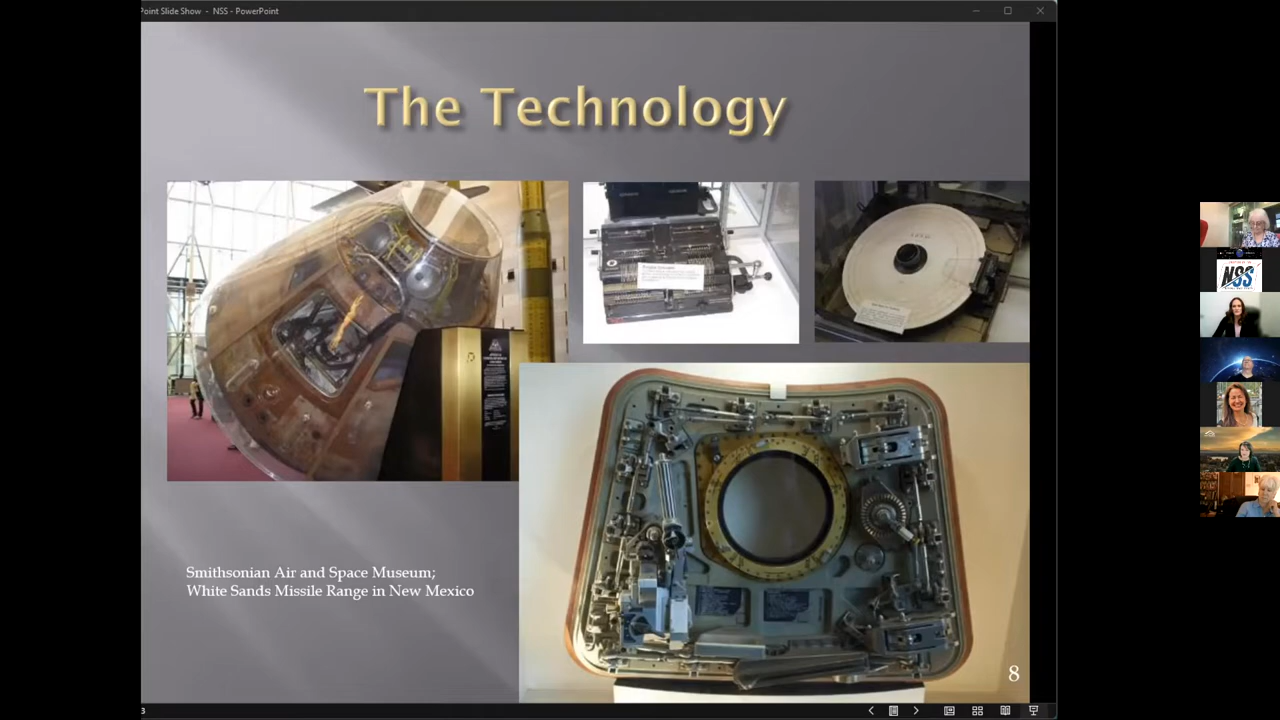 Point Slide Show - NSS - PowerPoint
The Technology
Smithsonian Air and Space Museum;
White Sands Missile Range in New Mexico
8
3
NSS